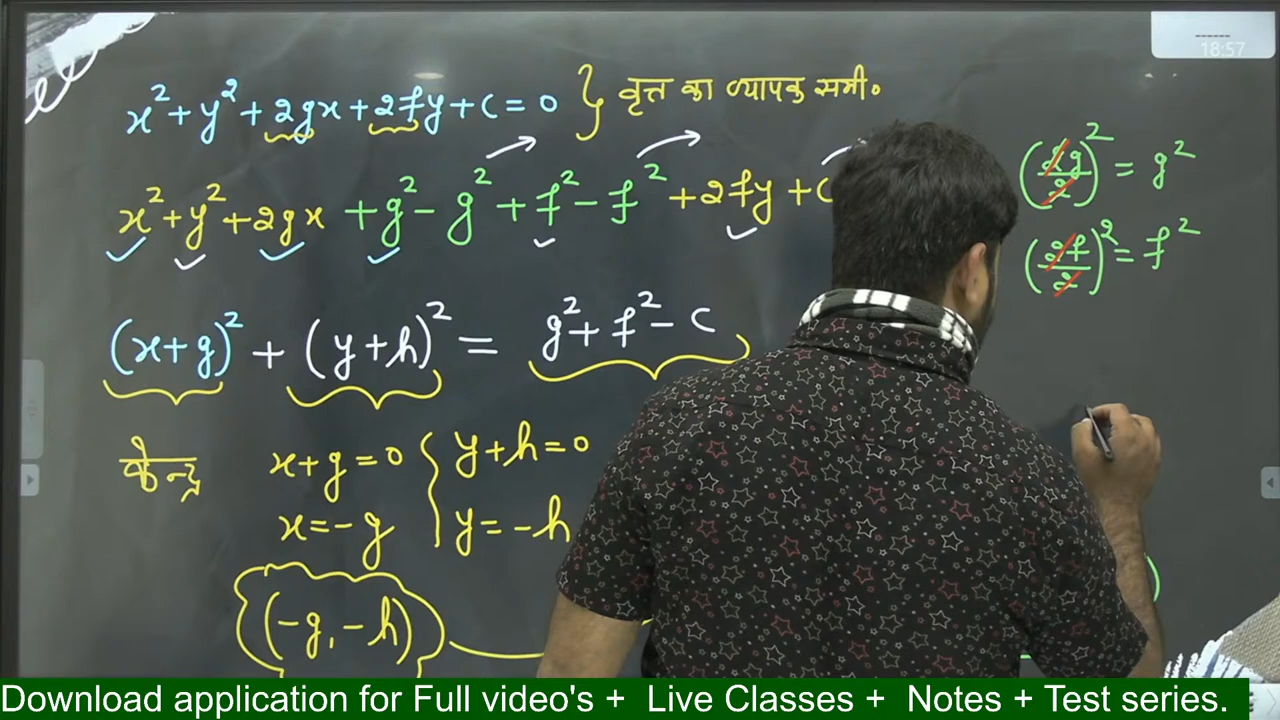 18:57
x² + y² + 2gx + 2fy + c = 0 } वृत्त का व्यापक समी०
x² + y² + 2gx + g² - g² + f² - f² + 2fy + c
(x+g)² + (y+h)² = g² + f² - c
केन्द्र x+g=0 { y+h=0
x=-g y=-h
(-g, -h)
(2g/2)² = g²
(2f/2)² = f²
Download application for Full video's + Live Classes + Notes + Test series.